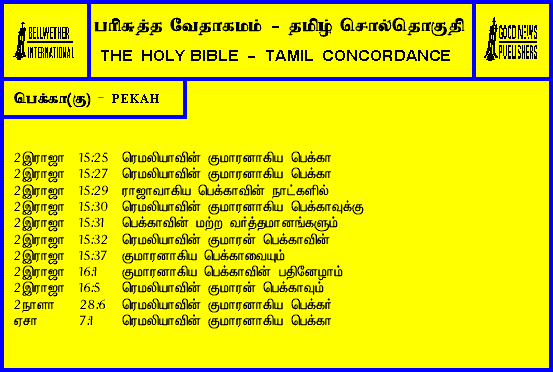 BELLWETHER
INTERNATIONAL
பரிசுத்த வேதாகமம் - தமிழ் சொல்தொகுதி
THE HOLY BIBLE - TAMIL CONCORDANCE
GOOD NEWS
PUBLISHERS
பெக்கா(கு) - PEKAH
2இராஜா 15:25 ரெமலியாவின் குமாரனாகிய பெக்கா
2இராஜா 15:27 ரெமலியாவின் குமாரனாகிய பெக்கா
2இராஜா 15:29 ராஜாவாகிய பெக்காவின் நாட்களில்
2இராஜா 15:30 ரெமலியாவின் குமாரனாகிய பெக்காவுக்கு
2இராஜா 15:31 பெக்காவின் மற்ற வர்த்தமானங்களும்
2இராஜா 15:32 ரெமலியாவின் குமாரன் பெக்காவின்
2இராஜா 15:37 குமாரனாகிய பெக்காவையும்
2இராஜா 16:1 குமாரனாகிய பெக்காவின் பதினேழாம்
2இராஜா 16:5 ரெமலியாவின் குமாரன் பெக்காவும்
2நாளா 28:6 ரெமலியாவின் குமாரனாகிய பெக்கா்
ஏசா 7:1 ரெமலியாவின் குமாரனாகிய பெக்கா